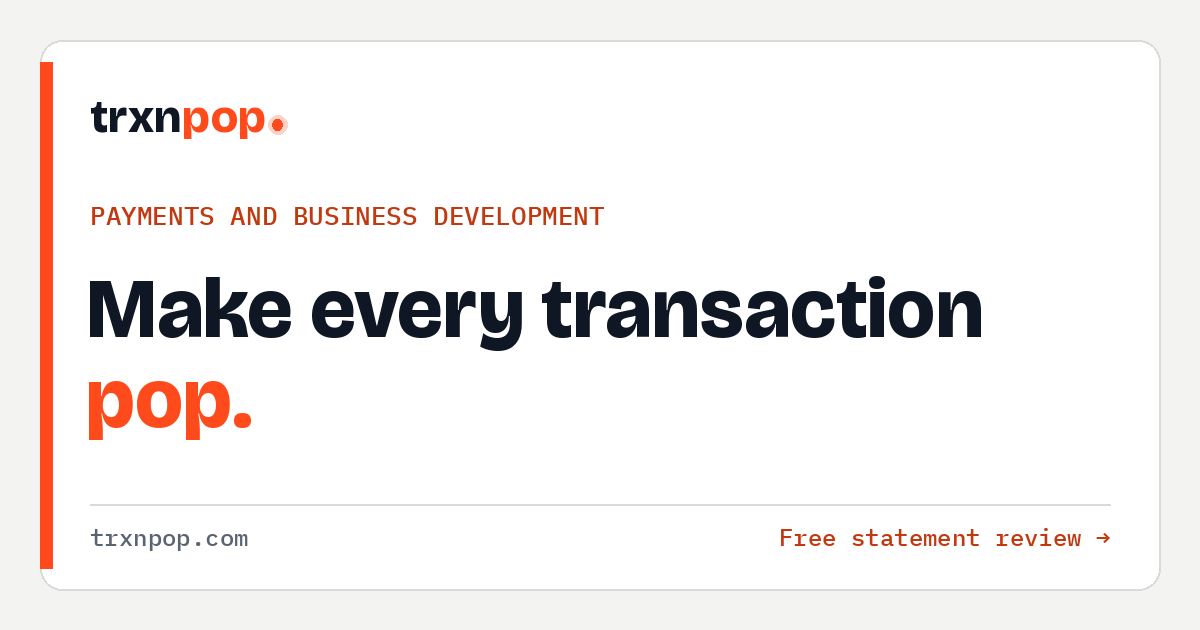 trxnpop.
PAYMENTS AND BUSINESS DEVELOPMENT
Make every transaction
pop.
trxnpop.com
Free statement review →